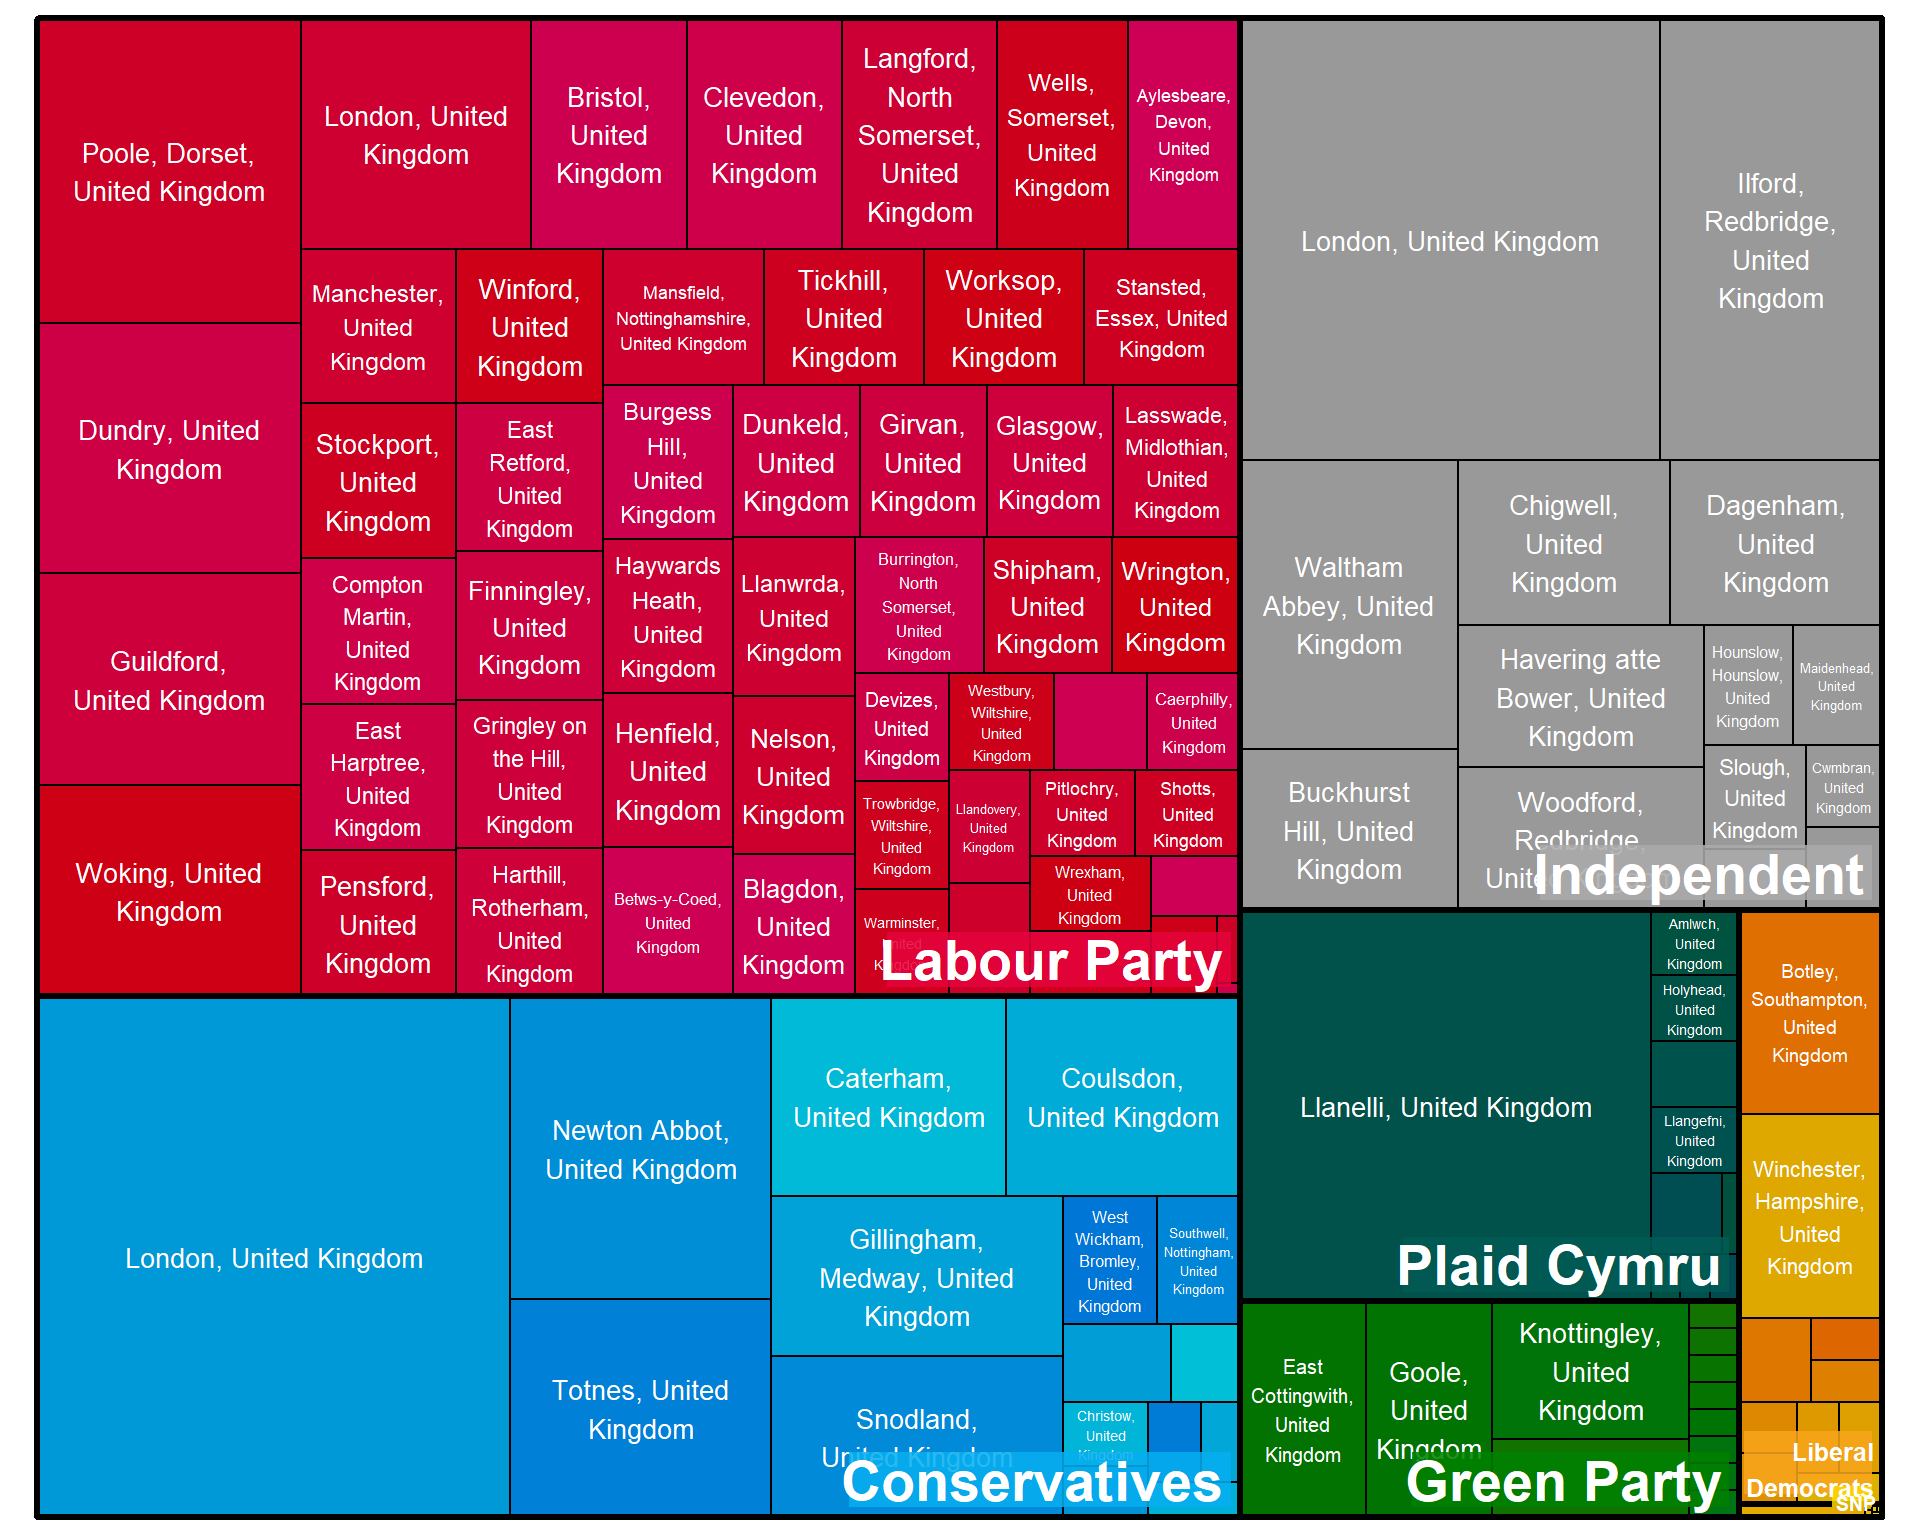 Poole, Dorset,
United Kingdom
Dundry, United
Kingdom
Guildford,
United Kingdom
Woking, United
Kingdom
London, United
Kingdom
Bristol,
United
Kingdom
Clevedon,
United
Kingdom
Langford,
North
Somerset,
United
Kingdom
Wells,
Somerset,
United
Kingdom
Aylesbeare,
Devon,
United
Kingdom
Manchester,
United
Kingdom
Winford,
United
Kingdom
Mansfield,
Nottinghamshire,
United Kingdom
Tickhill,
United
Kingdom
Worksop,
United
Kingdom
Stansted,
Essex, United
Kingdom
Stockport,
United
Kingdom
East
Retford,
United
Kingdom
Burgess
Hill,
United
Kingdom
Dunkeld,
United
Kingdom
Girvan,
United
Kingdom
Glasgow,
United
Kingdom
Lasswade,
Midlothian,
United
Kingdom
Compton
Martin,
United
Kingdom
Finningley,
United
Kingdom
Haywards
Heath,
United
Kingdom
Llanwrda,
United
Kingdom
Burrington,
North
Somerset,
United
Kingdom
Shipham,
United
Kingdom
Wrington,
United
Kingdom
East
Harptree,
United
Kingdom
Gringley on
the Hill,
United
Kingdom
Henfield,
United
Kingdom
Nelson,
United
Kingdom
Devizes,
United
Kingdom
Westbury,
Wiltshire,
United
Kingdom
Caerphilly,
United
Kingdom
Trowbridge,
Wiltshire,
United
Kingdom
Llandovery,
United
Kingdom
Pitlochry,
United
Kingdom
Shotts,
United
Kingdom
Wrexham,
United
Kingdom
Pensford,
United
Kingdom
Harthill,
Rotherham,
United
Kingdom
Betws-y-Coed,
United
Kingdom
Blagdon,
United
Kingdom
Warminster,
United
Labour Party
London, United Kingdom
Ilford,
Redbridge,
United
Kingdom
Waltham
Abbey, United
Kingdom
Chigwell,
United
Kingdom
Dagenham,
United
Kingdom
Havering atte
Bower, United
Kingdom
Hounslow,
Hounslow,
United
Kingdom
Maidenhead,
United
Kingdom
Buckhurst
Hill, United
Kingdom
Woodford,
Redbridge,
Slough,
United
Kingdom
Cwmbran,
United
Kingdom
Independent
London, United Kingdom
Newton Abbot,
United Kingdom
Totnes, United
Kingdom
Caterham,
United Kingdom
Coulsdon,
United Kingdom
Gillingham,
Medway, United
Kingdom
West
Wickham,
Bromley,
United
Kingdom
Southwell,
Nottingham,
United
Kingdom
Snodland,
United Kingdom
Christow,
United
Kingdom
Conservatives
Llanelli, United Kingdom
Amlwch,
United
Kingdom
Holyhead,
United
Kingdom
Llangefni,
United
Kingdom
Plaid Cymru
East
Cottingwith,
United
Kingdom
Goole,
United
Kingdom
Knottingley,
United
Kingdom
Green Party
Botley,
Southampton,
United
Kingdom
Winchester,
Hampshire,
United
Kingdom
Liberal
Democrats
SNP